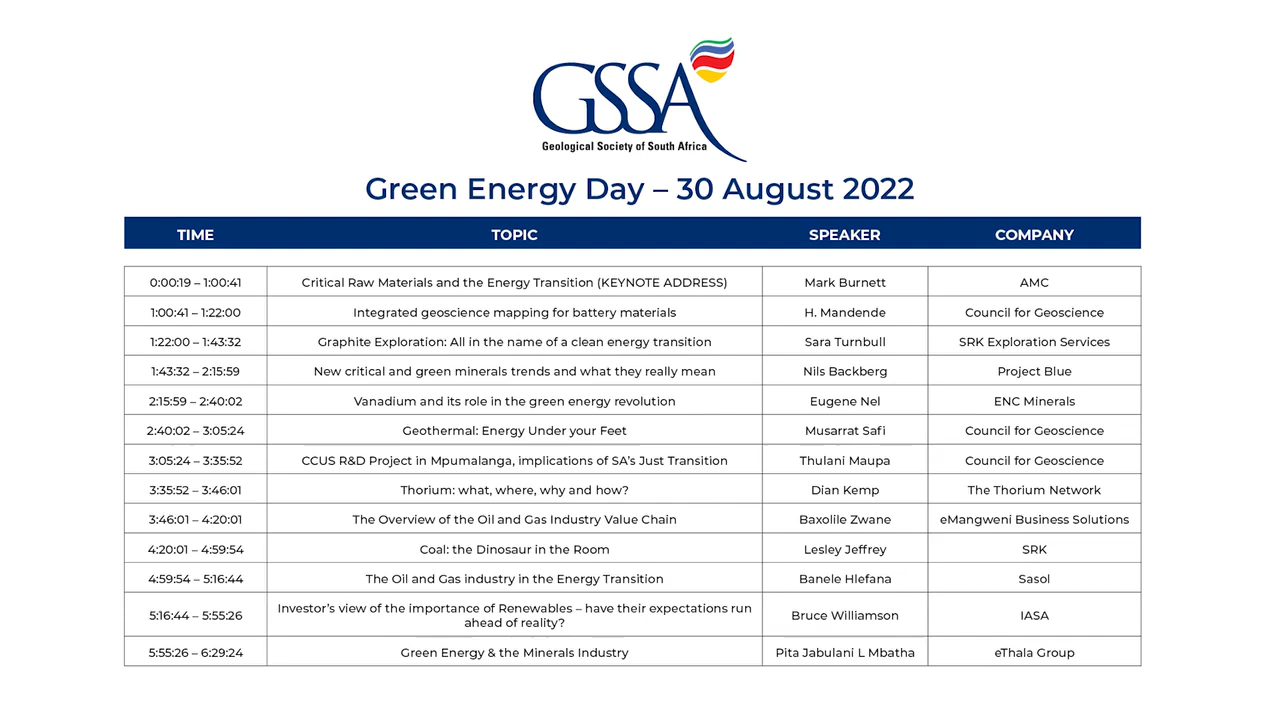 GSSA
Geological Society of South Africa
Green Energy Day – 30 August 2022
TIME TOPIC SPEAKER COMPANY
0:00:19 – 1:00:41 Critical Raw Materials and the Energy Transition (KEYNOTE ADDRESS) Mark Burnett AMC
1:00:41 – 1:22:00 Integrated geoscience mapping for battery materials H. Mandende Council for Geoscience
1:22:00 – 1:43:32 Graphite Exploration: All in the name of a clean energy transition Sara Turnbull SRK Exploration Services
1:43:32 – 2:15:59 New critical and green minerals trends and what they really mean Nils Backberg Project Blue
2:15:59 – 2:40:02 Vanadium and its role in the green energy revolution Eugene Nel ENC Minerals
2:40:02 – 3:05:24 Geothermal: Energy Under your Feet Musarrat Safi Council for Geoscience
3:05:24 – 3:35:52 CCUS R&D Project in Mpumalanga, implications of SA's Just Transition Thulani Maupa Council for Geoscience
3:35:52 – 3:46:01 Thorium: what, where, why and how? Dian Kemp The Thorium Network
3:46:01 – 4:20:01 The Overview of the Oil and Gas Industry Value Chain Baxolile Zwane eMangweni Business Solutions
4:20:01 – 4:59:54 Coal: the Dinosaur in the Room Lesley Jeffrey SRK
4:59:54 – 5:16:44 The Oil and Gas industry in the Energy Transition Banele Hlefana Sasol
5:16:44 – 5:55:26 Investor's view of the importance of Renewables – have their expectations run
ahead of reality? Bruce Williamson IASA
5:55:26 – 6:29:24 Green Energy & the Minerals Industry Pita Jabulani L Mbatha eThala Group